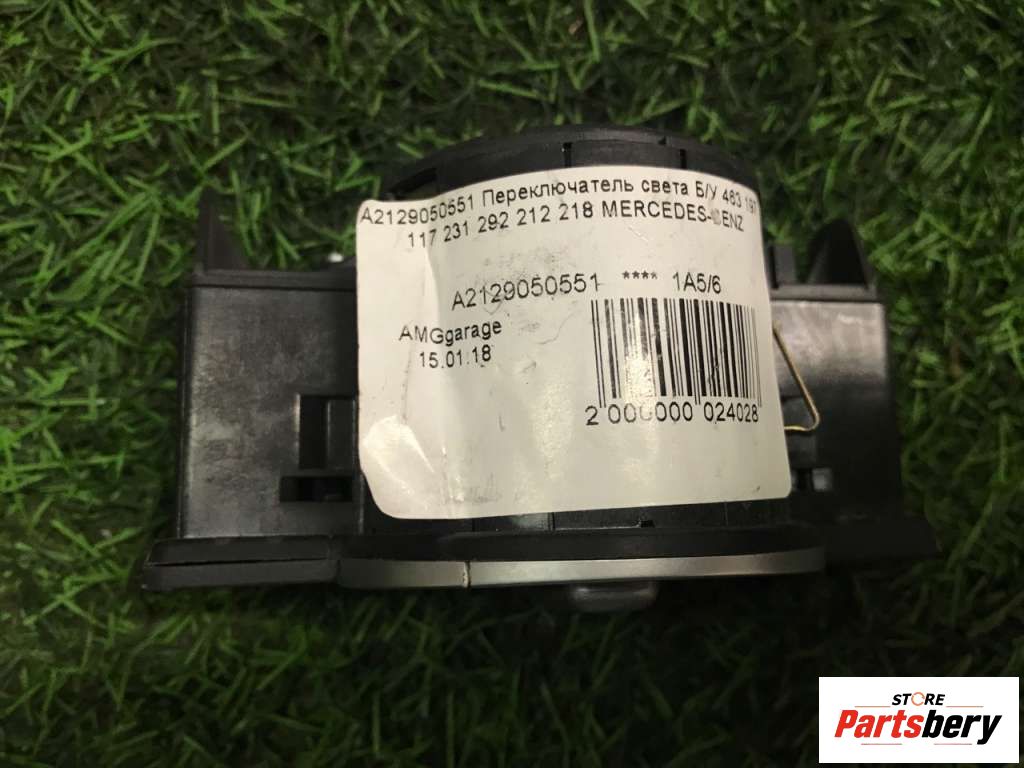 A2129050551 Переключатель света Б/У 463 197
117 231 292 212 218 MERCEDES-BENZ
A2129050551 **** 1A5/6
AMGgarage
15.01.18
2 000000 024028
STORE
Partsbery